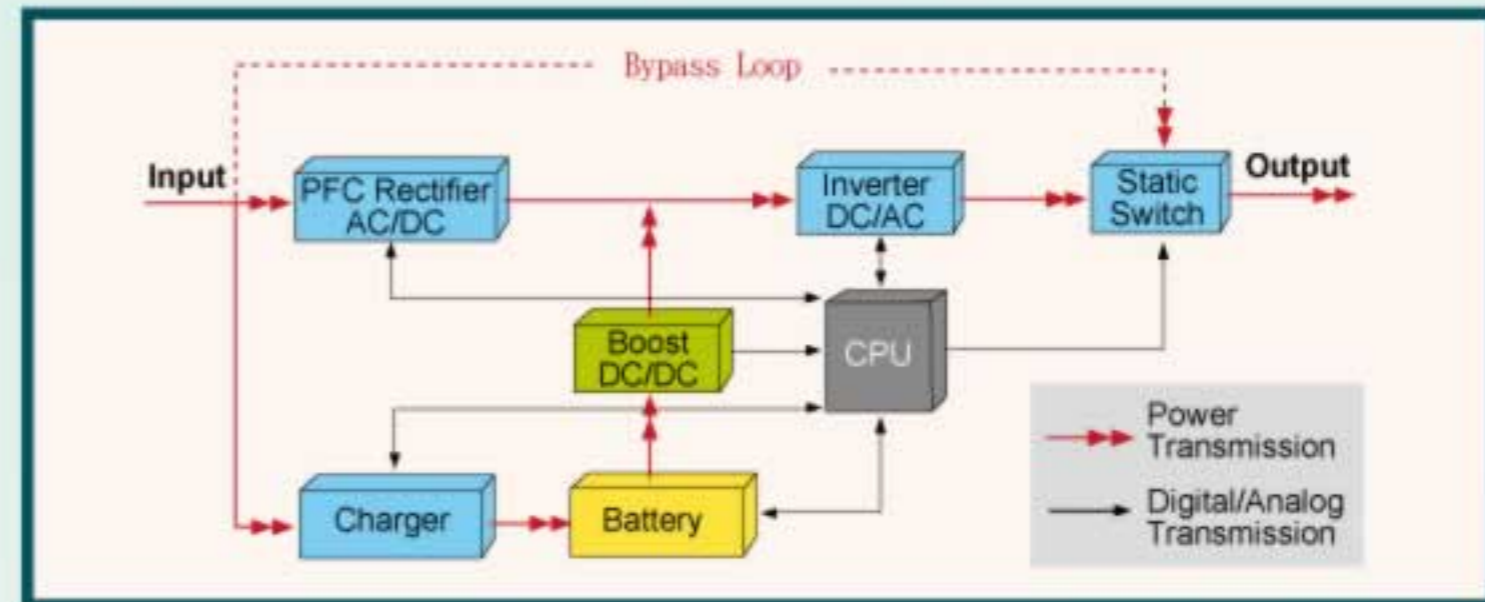 Bypass Loop
Input
PFC Rectifier
AC/DC
Inverter
DC/AC
Static
Switch
Output
Boost
DC/DC
CPU
Charger
Battery
Power
Transmission
Digital/Analog
Transmission